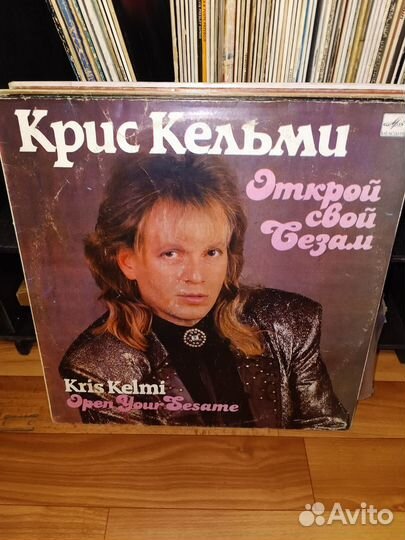 Крис Кельми
Открой
свой
Сезам
Kris Kelmi
Open Your Sesame
Avito